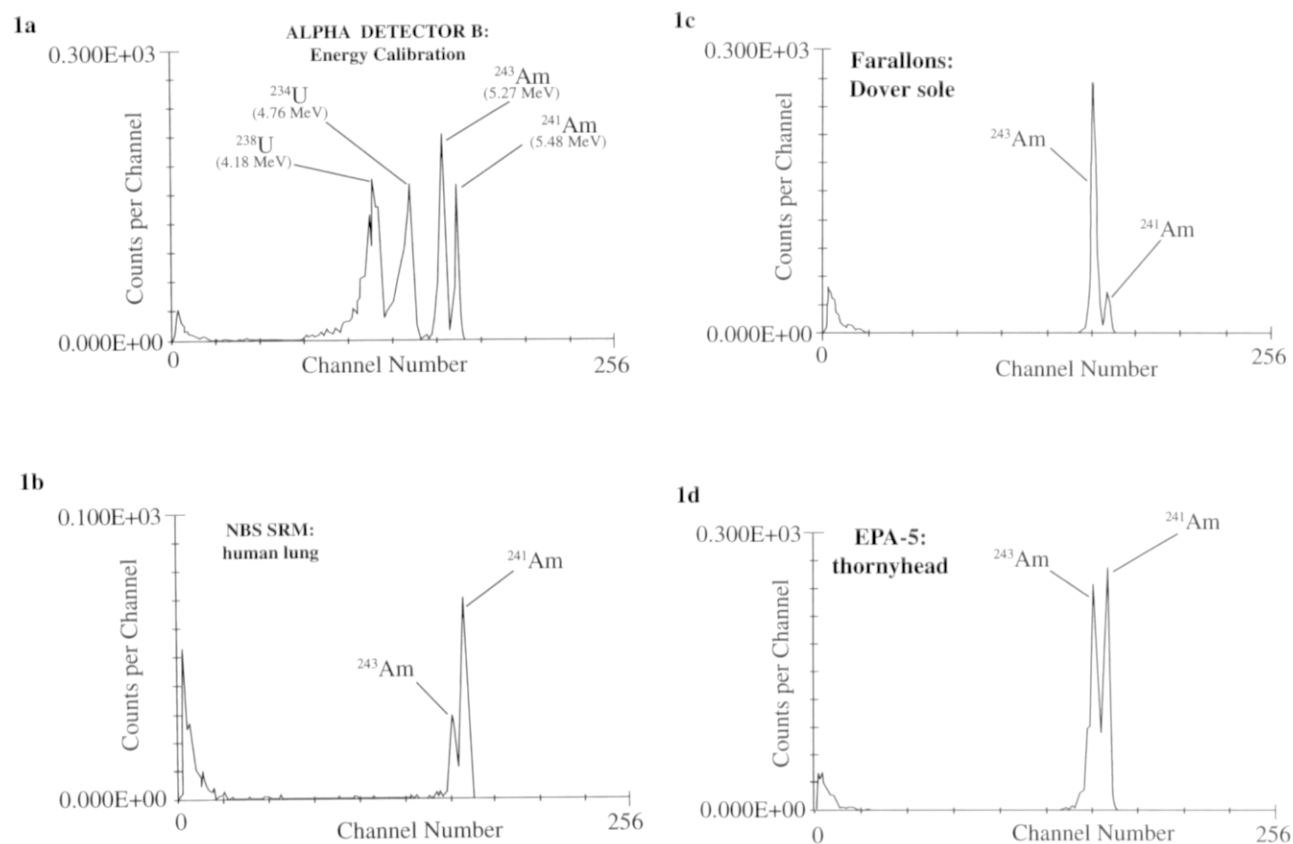 1a
ALPHA DETECTOR B:
Energy Calibration
0.300E+03
Counts per Channel
²³⁸U
(4.18 MeV)
²³⁴U
(4.76 MeV)
²⁴³Am
(5.27 MeV)
²⁴¹Am
(5.48 MeV)
0.000E+00
0
Channel Number
256
1c
Farallons:
Dover sole
0.300E+03
Counts per Channel
²⁴³Am
²⁴¹Am
0.000E+00
0
Channel Number
256
1b
NBS SRM:
human lung
0.100E+03
Counts per Channel
²⁴³Am
²⁴¹Am
0.000E+00
0
Channel Number
256
1d
EPA-5:
thornyhead
0.300E+03
Counts per Channel
²⁴³Am
²⁴¹Am
0.000E+00
0
Channel Number
256